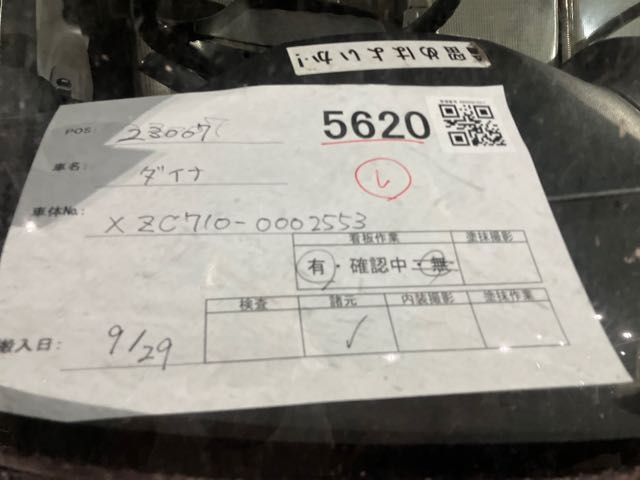 留めはよいか!
5620
POS: 23067
車名: ダイナ
し
車体No: XZC710-0002553
看板作業 塗抹撮影
有・確認中・無
検査 諸元 内装撮影 塗抹作業
搬入日: 9/29 ✓